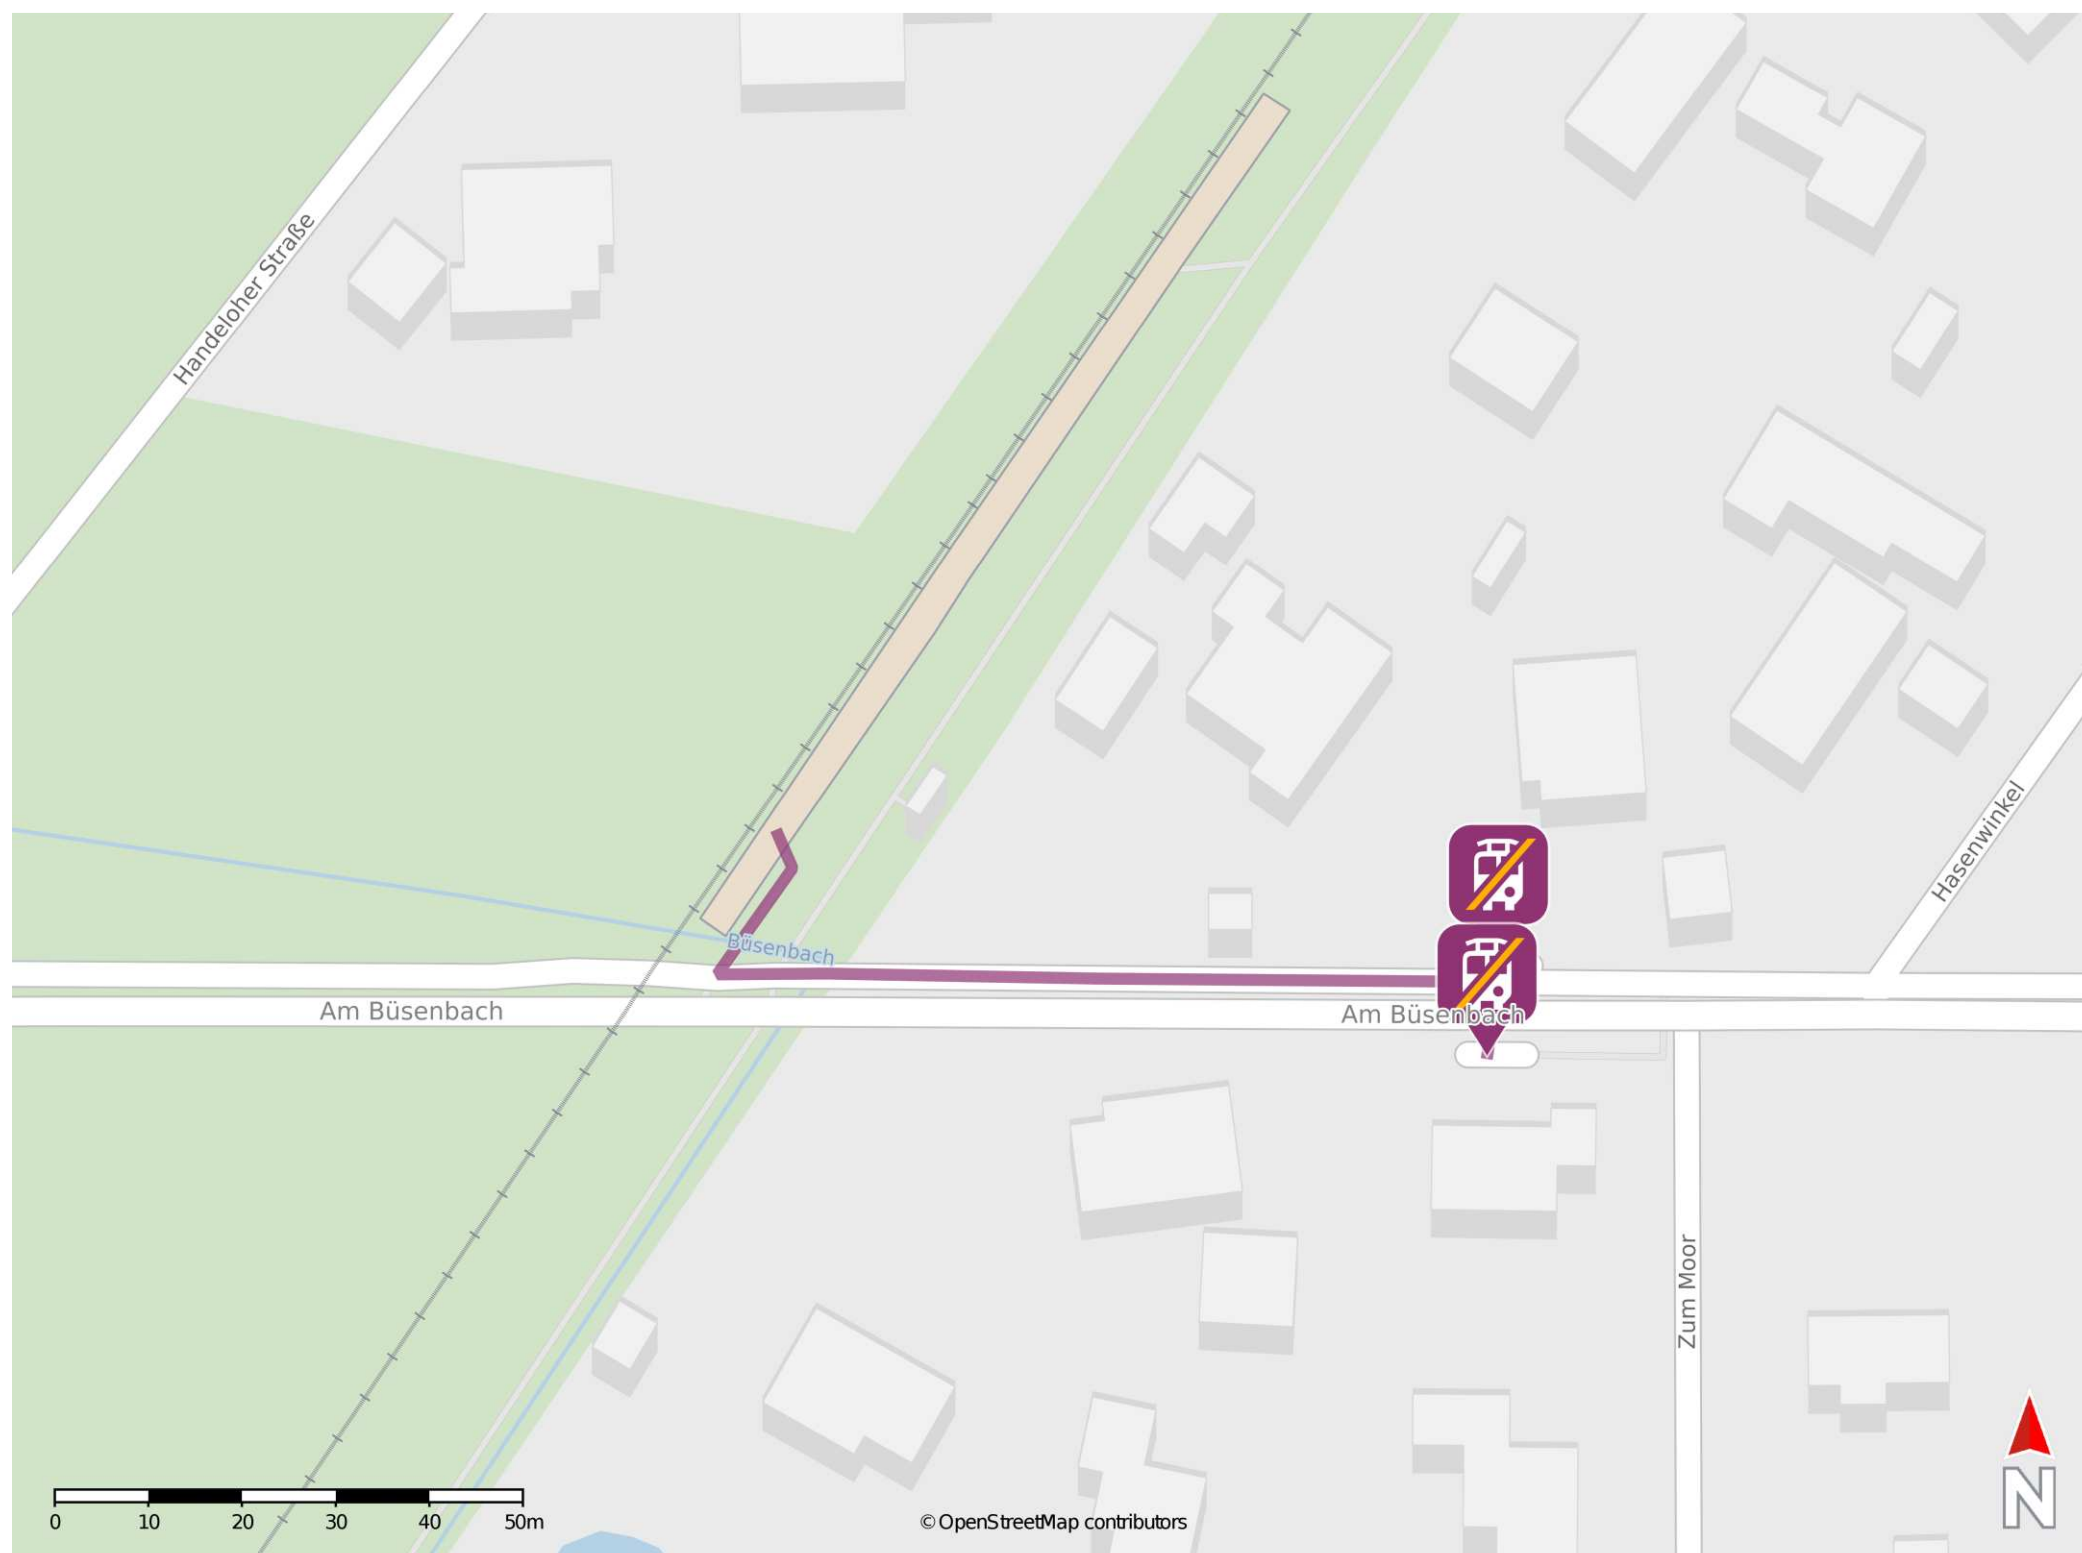 Handeloher Straße
Hasenwinkel
Büsenbach
Am Büsenbach
Am Büsenbach
Zum Moor
0 10 20 30 40 50m
© OpenStreetMap contributors
N